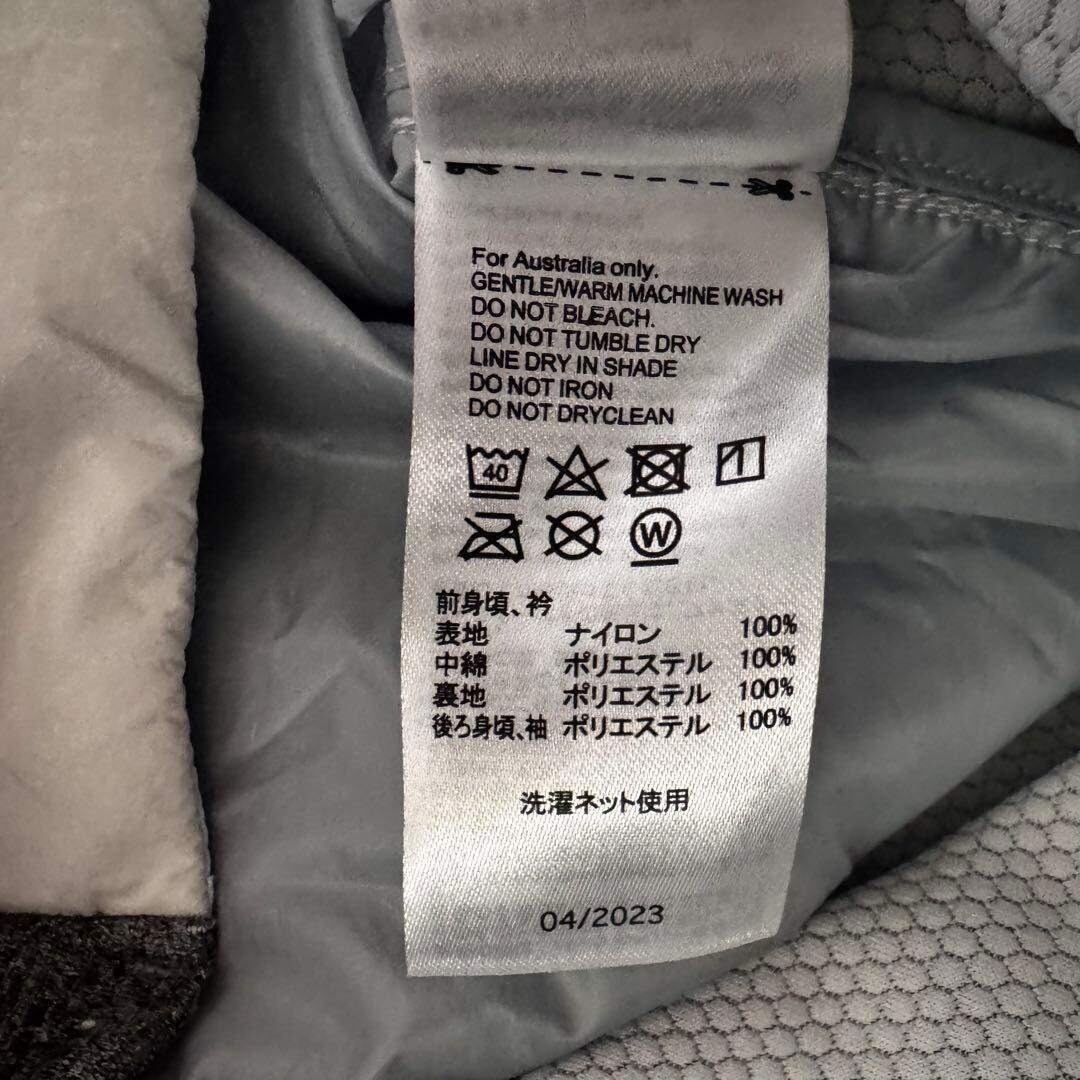 For Australia only.
GENTLE/WARM MACHINE WASH
DO NOT BLEACH.
DO NOT TUMBLE DRY
LINE DRY IN SHADE
DO NOT IRON
DO NOT DRYCLEAN
40
W
前身頃、衿
表地 ナイロン 100%
中綿 ポリエステル 100%
裏地 ポリエステル 100%
後ろ身頃、袖 ポリエステル 100%
洗濯ネット使用
04/2023